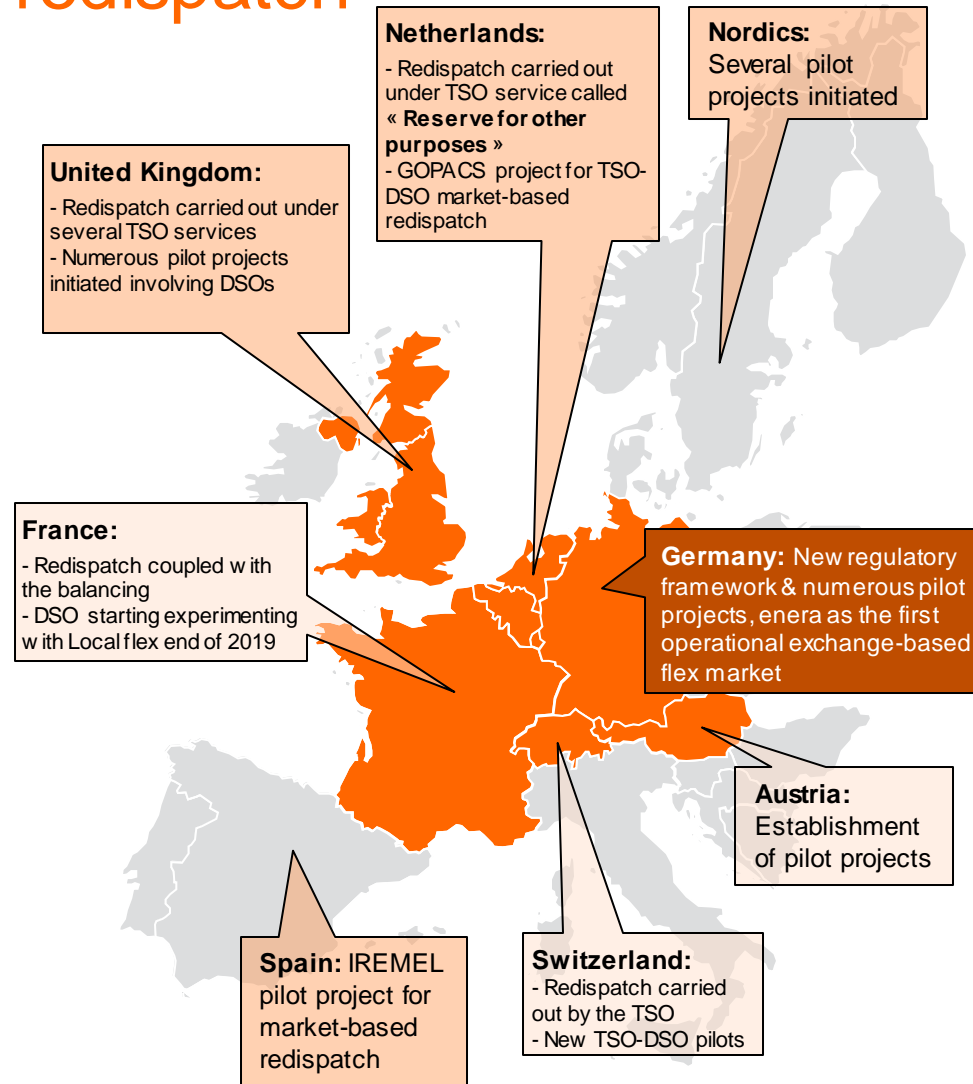 redispatch
Netherlands:
- Redispatch carried out
under TSO service called
« Reserve for other
purposes »
- GOPACS project for TSO-
DSO market-based
redispatch
Nordics:
Several pilot
projects initiated
United Kingdom:
- Redispatch carried out under
several TSO services
- Numerous pilot projects
initiated involving DSOs
France:
- Redispatch coupled with
the balancing
- DSO starting experimenting
with Local flex end of 2019
Germany: New regulatory
framework & numerous pilot
projects, enera as the first
operational exchange-based
flex market
Austria:
Establishment
of pilot projects
Spain: IREMEL
pilot project for
market-based
redispatch
Switzerland:
- Redispatch carried
out by the TSO
- New TSO-DSO pilots